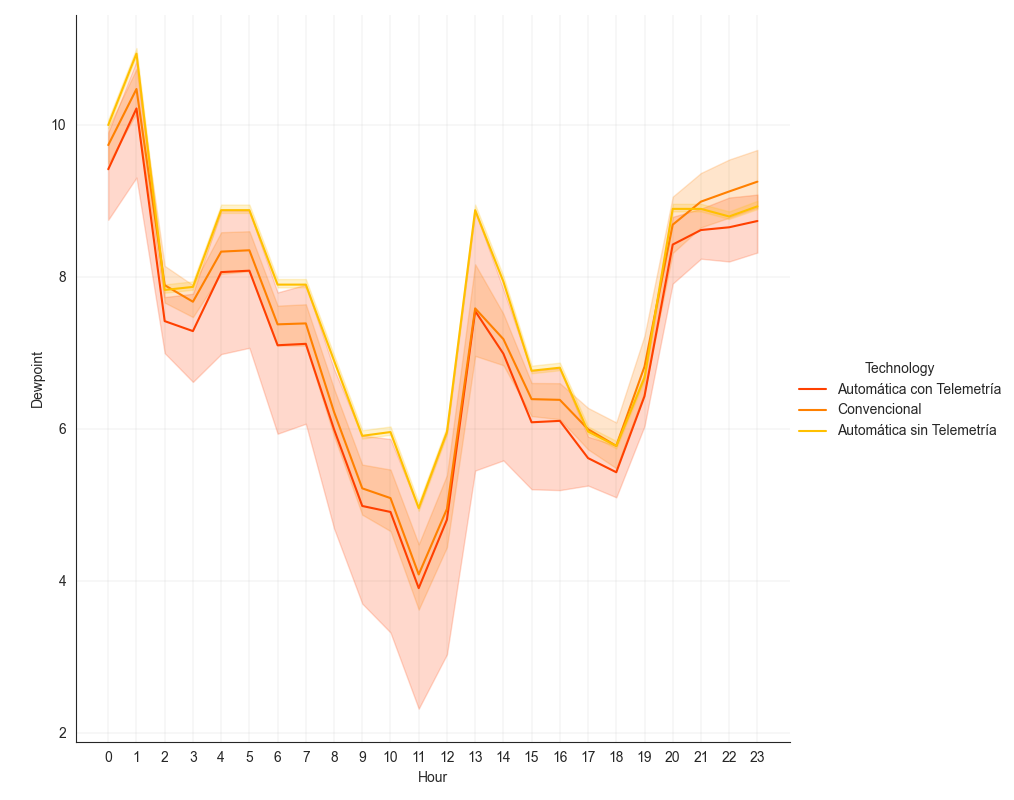 10
8
6
4
2
Dewpoint
0 1 2 3 4 5 6 7 8 9 10 11 12 13 14 15 16 17 18 19 20 21 22 23
Hour
Technology
Automática con Telemetría
Convencional
Automática sin Telemetría